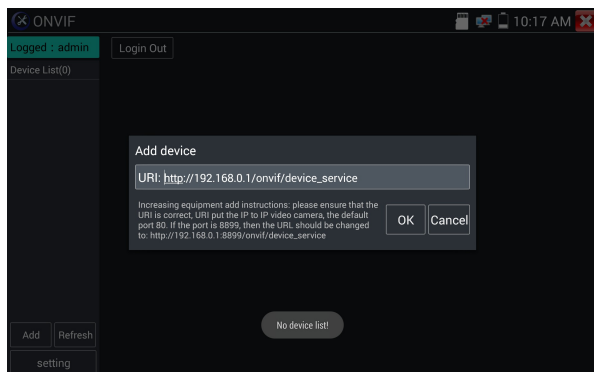 ONVIF
10:17 AM
Logged : admin
Login Out
Device List(0)
Add device
URI: http://192.168.0.1/onvif/device_service
Increasing equipment add instructions: please ensure that the
URI is correct, URI put the IP to IP video camera, the default
port 80. If the port is 8899, then the URL should be changed
to: http://192.168.0.1:8899/onvif/device_service
OK
Cancel
No device list!
Add
Refresh
setting